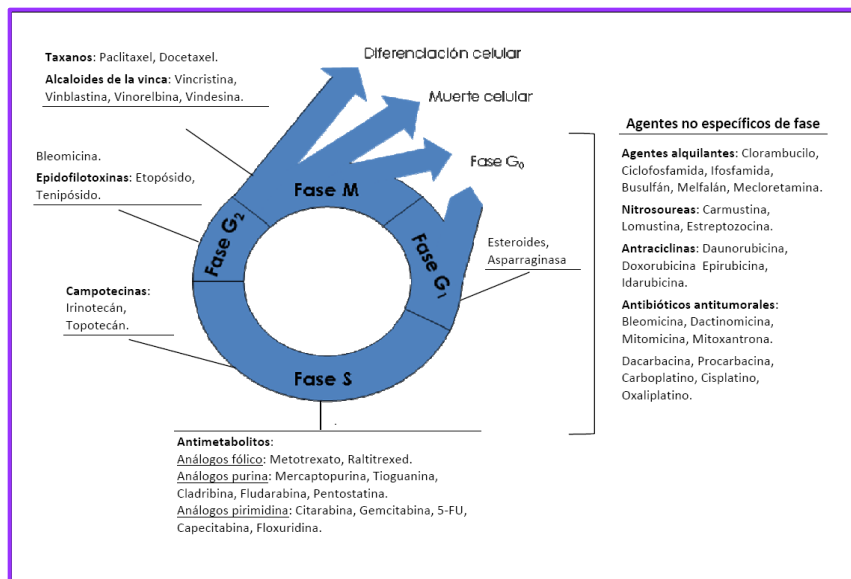 Taxanos: Paclitaxel, Docetaxel.
Alcaloides de la vinca: Vincristina,
Vinblastina, Vinorelbina, Vindesina.
Bleomicina.
Epidofilotoxinas: Etopósido,
Tenipósido.
Campotecinas:
Irinotecán,
Topotecán.
Diferenciación celular
Muerte celular
Fase G0
Fase M
Fase G2
Fase G1
Fase S
Esteroides,
Asparraginasa
Antimetabolitos:
Análogos fólico: Metotrexato, Raltitrexed.
Análogos purina: Mercaptopurina, Tioguanina,
Cladribina, Fludarabina, Pentostatina.
Análogos pirimidina: Citarabina, Gemcitabina, 5-FU,
Capecitabina, Floxuridina.
Agentes no específicos de fase
Agentes alquilantes: Clorambucilo,
Ciclofosfamida, Ifosfamida,
Busulfán, Melfalán, Mecloretamina.
Nitrosoureas: Carmustina,
Lomustina, Estreptozocina.
Antraciclinas: Daunorubicina,
Doxorubicina Epirubicina,
Idarubicina.
Antibióticos antitumorales:
Bleomicina, Dactinomicina,
Mitomicina, Mitoxantrona.
Dacarbacina, Procarbacina,
Carboplatino, Cisplatino,
Oxaliplatino.